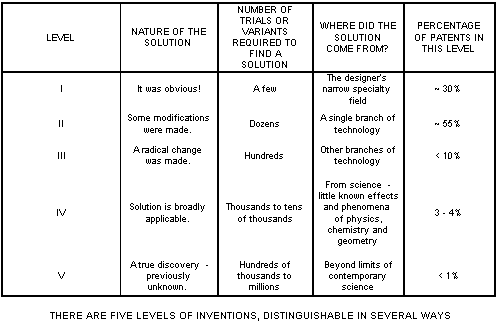 LEVEL
NATURE OF THE
SOLUTION
NUMBER OF
TRIALS OR
VARIANTS
REQUIRED TO
FIND A
SOLUTION
WHERE DID THE
SOLUTION
COME FROM?
PERCENTAGE
OF PATENTS IN
THIS LEVEL
I
It was obvious!
A few
The designer's
narrow specialty
field
~ 30%
II
Some modifications
were made.
Dozens
A single branch of
technology
~ 55%
III
A radical change
was made.
Hundreds
Other branches of
technology
< 10%
IV
Solution is broadly
applicable.
Thousands to tens
of thousands
From science -
little known effects
and phenomena
of physics,
chemistry and
geometry
3 - 4%
V
A true discovery -
previously
unknown.
Hundreds of
thousands to
millions
Beyond limits of
contemporary
science
< 1%
THERE ARE FIVE LEVELS OF INVENTIONS, DISTINGUISHABLE IN SEVERAL WAYS